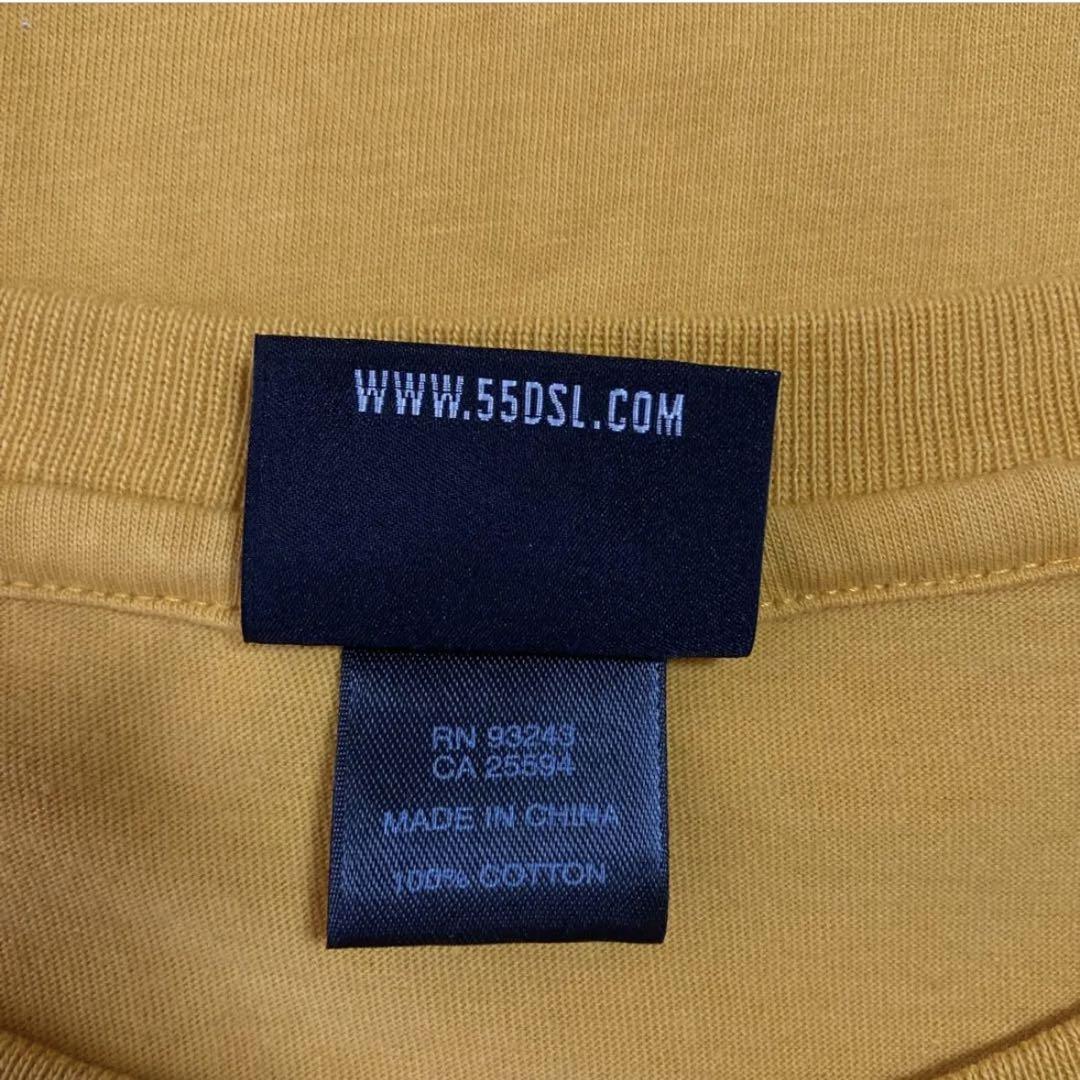 WWW.55DSL.COM
RN 93243
CA 25594
MADE IN CHINA
100% COTTON